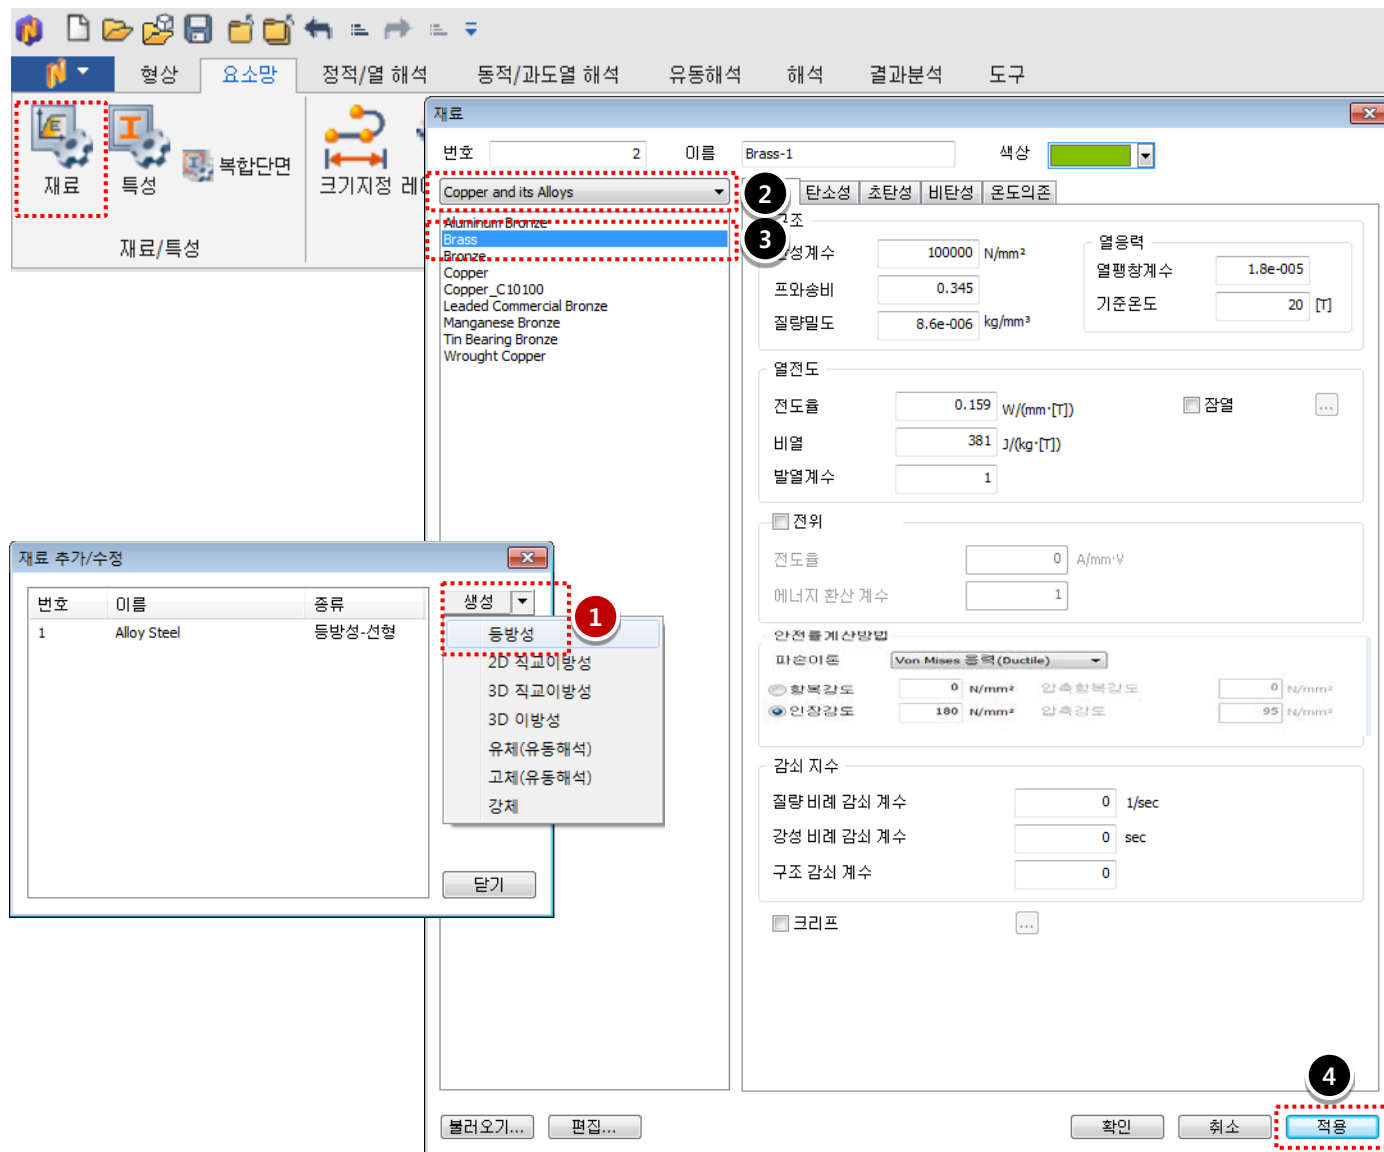 형상 요소망 정적/열 해석 동적/과도열 해석 유동해석 해석 결과분석 도구
재료 특성 복합단면 크기지정
재료/특성
재료
번호 2 이름 Brass-1 색상
Copper and its Alloys
2
탄소성 초탄성 비탄성 온도의존
Aluminum Bronze
Brass
3
Bronze
Copper
Copper_C10100
Leaded Commercial Bronze
Manganese Bronze
Tin Bearing Bronze
Wrought Copper
구조
탄성계수 100000 N/mm²
프와송비 0.345
질량밀도 8.6e-006 kg/mm³
열응력
열팽창계수 1.8e-005
기준온도 20 [T]
열전도
전도율 0.159 W/(mm·[T])
잠열 ...
비열 381 J/(kg·[T])
발열계수 1
전위
전도율 0 A/mm·V
에너지 환산 계수 1
안전률계산방법
파손이론 Von Mises 응력(Ductile)
항복강도 0 N/mm² 압축항복강도 0 N/mm²
인장강도 180 N/mm² 압축강도 95 N/mm²
감쇠 지수
질량 비례 감쇠 계수 0 1/sec
강성 비례 감쇠 계수 0 sec
구조 감쇠 계수 0
크리프 ...
4
불러오기... 편집... 확인 취소 적용
재료 추가/수정
번호 이름 종류
1 Alloy Steel 등방성-선형
생성
1
등방성
2D 직교이방성
3D 직교이방성
3D 이방성
유체(유동해석)
고체(유동해석)
강체
닫기